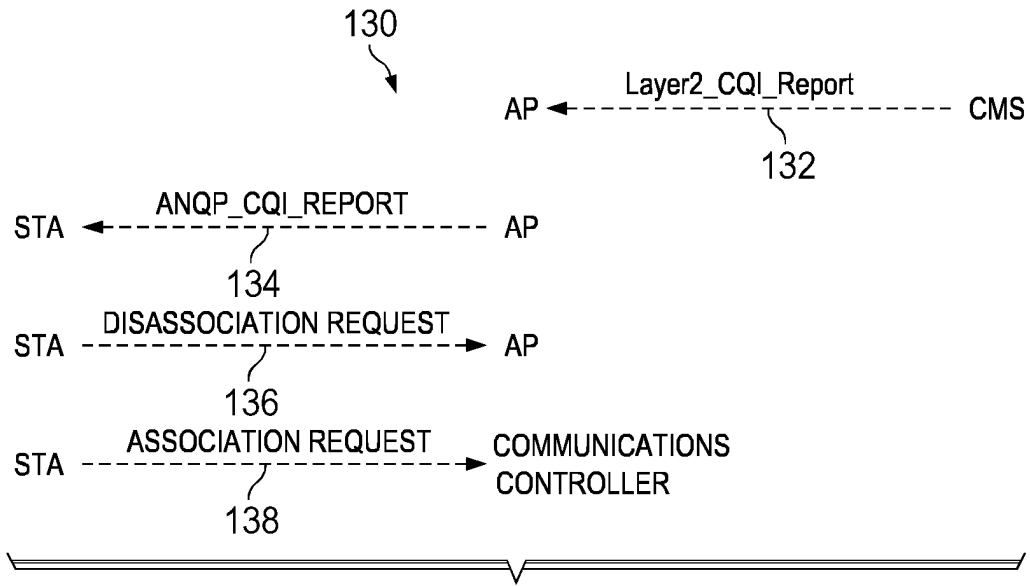 130
Layer2_CQI_Report
AP CMS
132
ANQP_CQI_REPORT
STA AP
134
DISASSOCIATION REQUEST
STA AP
136
ASSOCIATION REQUEST
STA COMMUNICATIONS
CONTROLLER
138